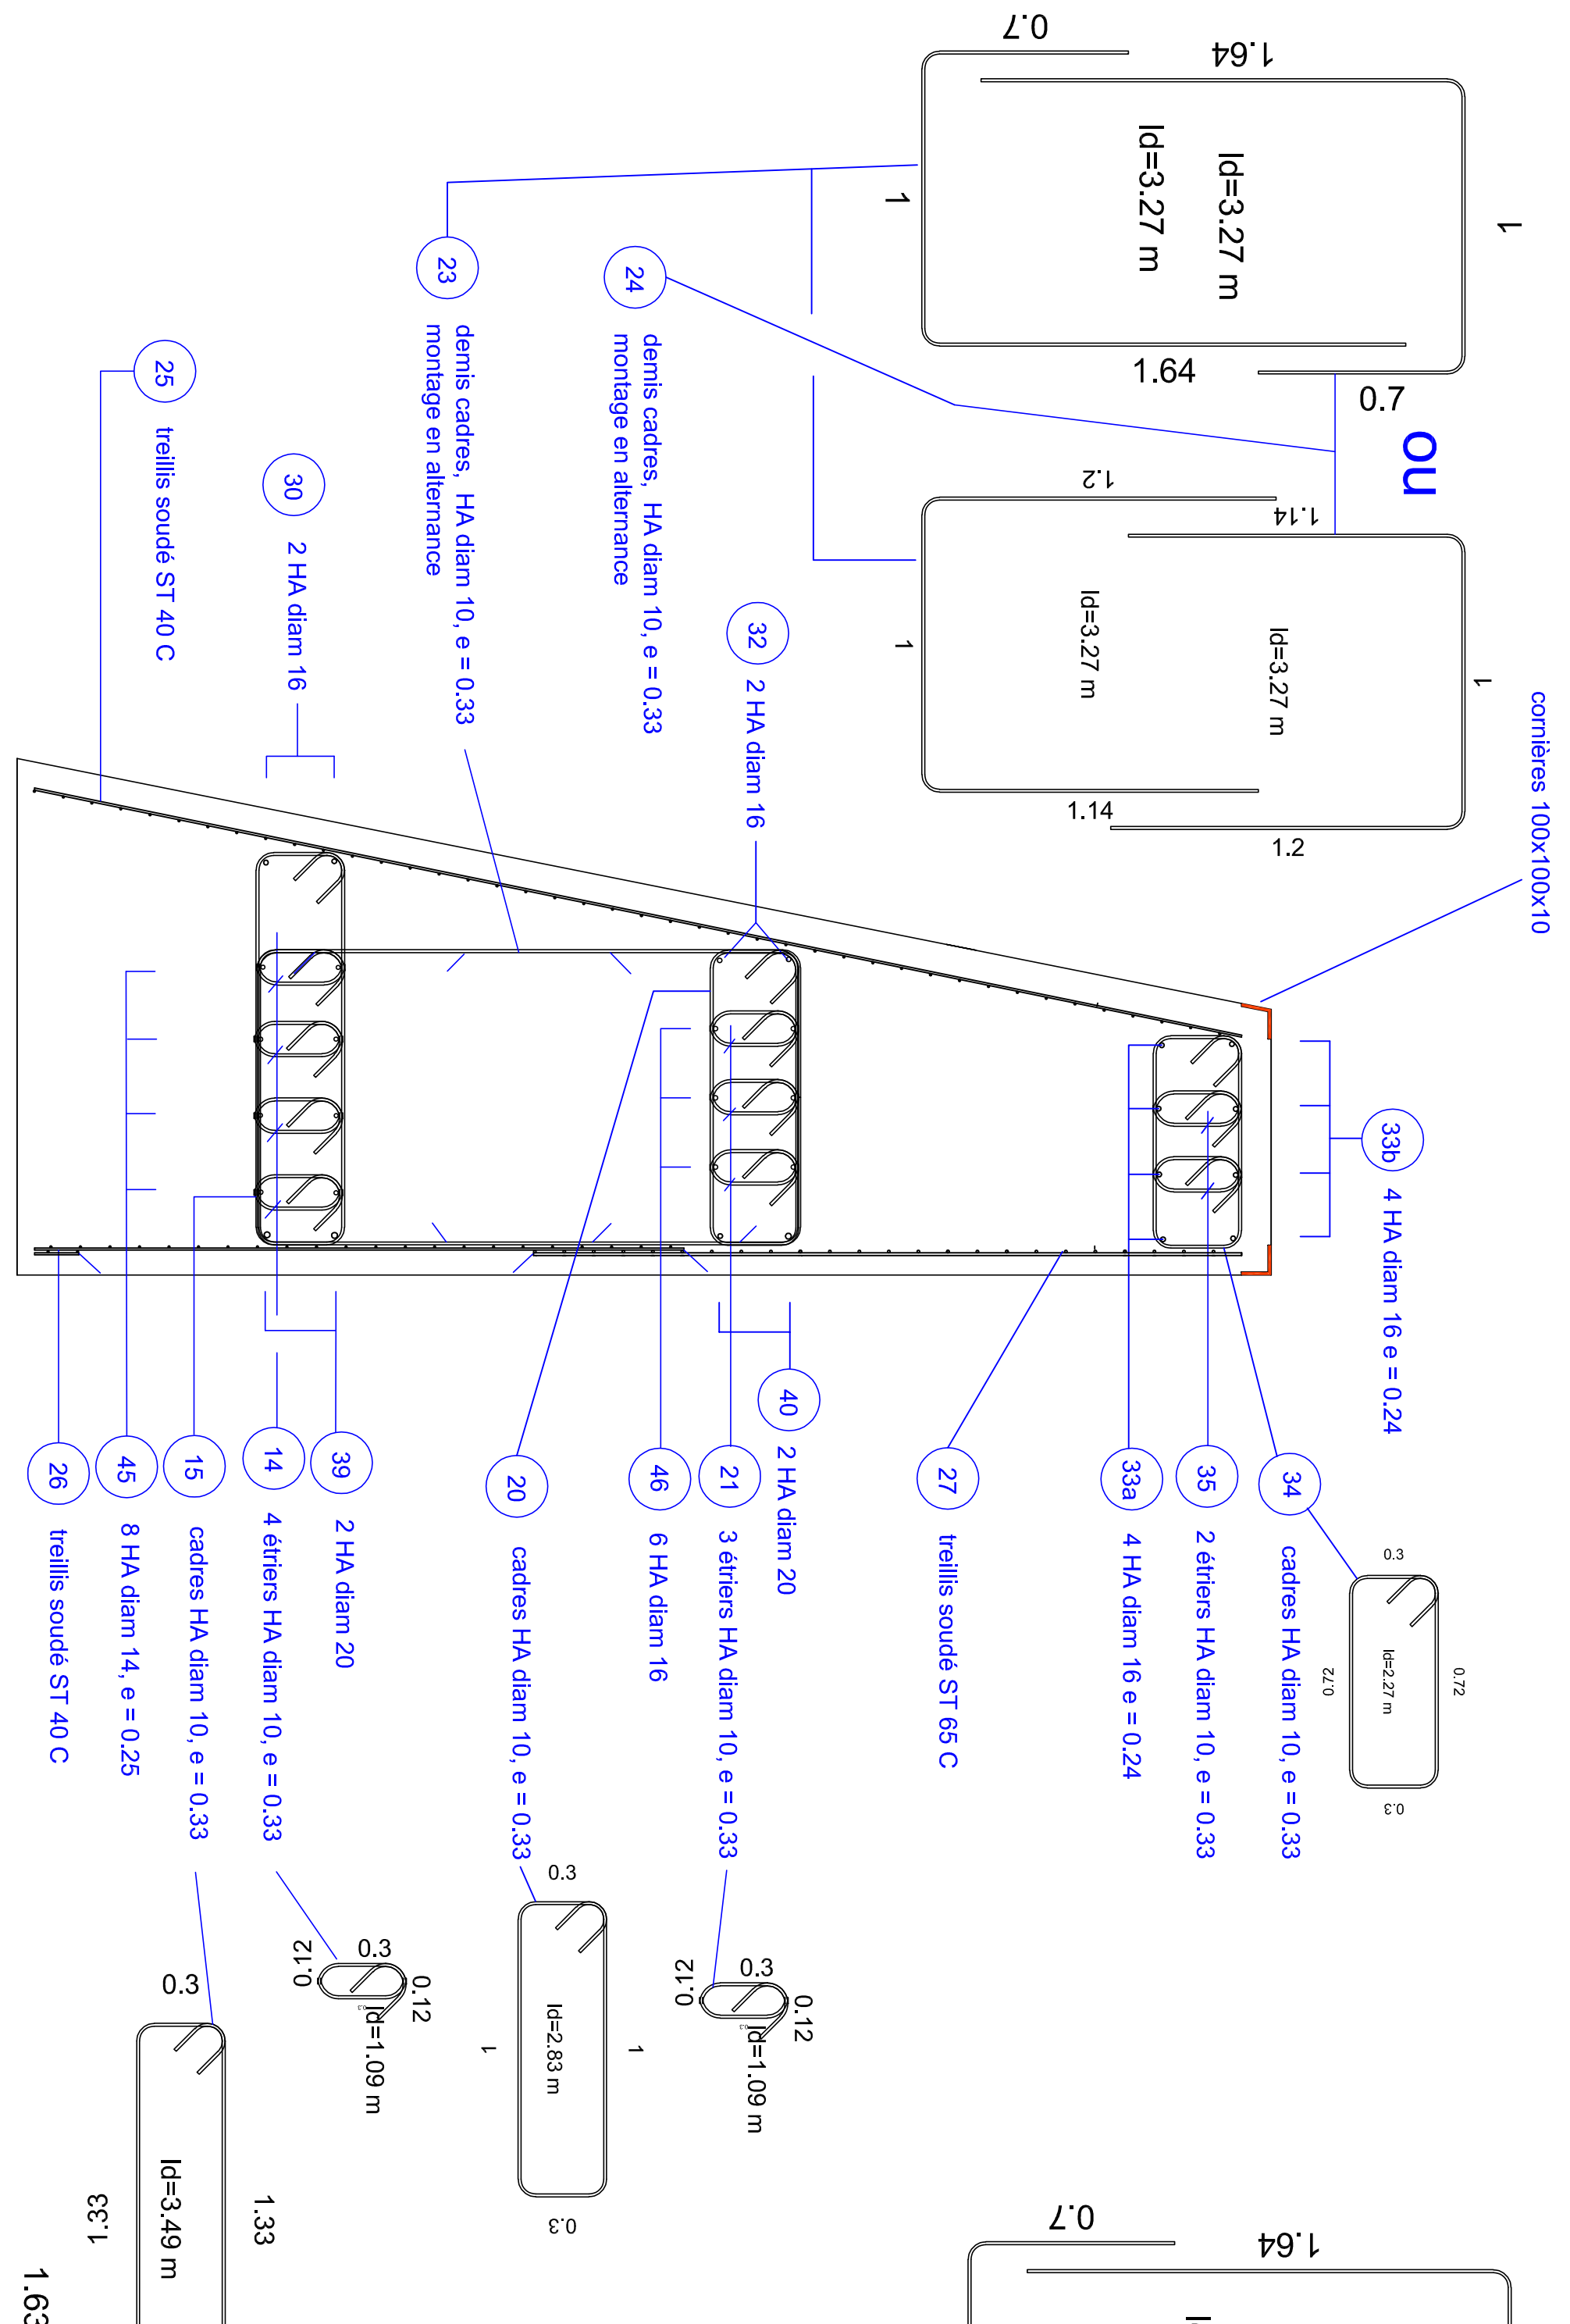 0.7
1.64
ld=3.27 m
ld=3.27 m
1
1
1.64
0.7
ou
23
demis cadres, HA diam 10, e = 0.33
montage en alternance
24
demis cadres, HA diam 10, e = 0.33
montage en alternance
1.2
1.14
ld=3.27 m
ld=3.27 m
1
1
1.14
1.2
cornières 100x100x10
25
treillis soudé ST 40 C
30
2 HA diam 16
32
2 HA diam 16
33b
4 HA diam 16 e = 0.24
40
2 HA diam 20
34
cadres HA diam 10, e = 0.33
35
2 étriers HA diam 10, e = 0.33
33a
4 HA diam 16 e = 0.24
27
treillis soudé ST 65 C
21
3 étriers HA diam 10, e = 0.33
46
6 HA diam 16
20
cadres HA diam 10, e = 0.33
39
2 HA diam 20
14
4 étriers HA diam 10, e = 0.33
15
cadres HA diam 10, e = 0.33
45
8 HA diam 14, e = 0.25
26
treillis soudé ST 40 C
0.3
0.72
ld=2.27 m
0.72
0.3
0.3
1
ld=2.83 m
1
0.3
0.12
0.3
0.12
0.3
ld=1.09 m
0.12
0.3
0.12
0.3
ld=1.09 m
0.3
1.33
ld=3.49 m
1.33
1.63
0.7
1.64